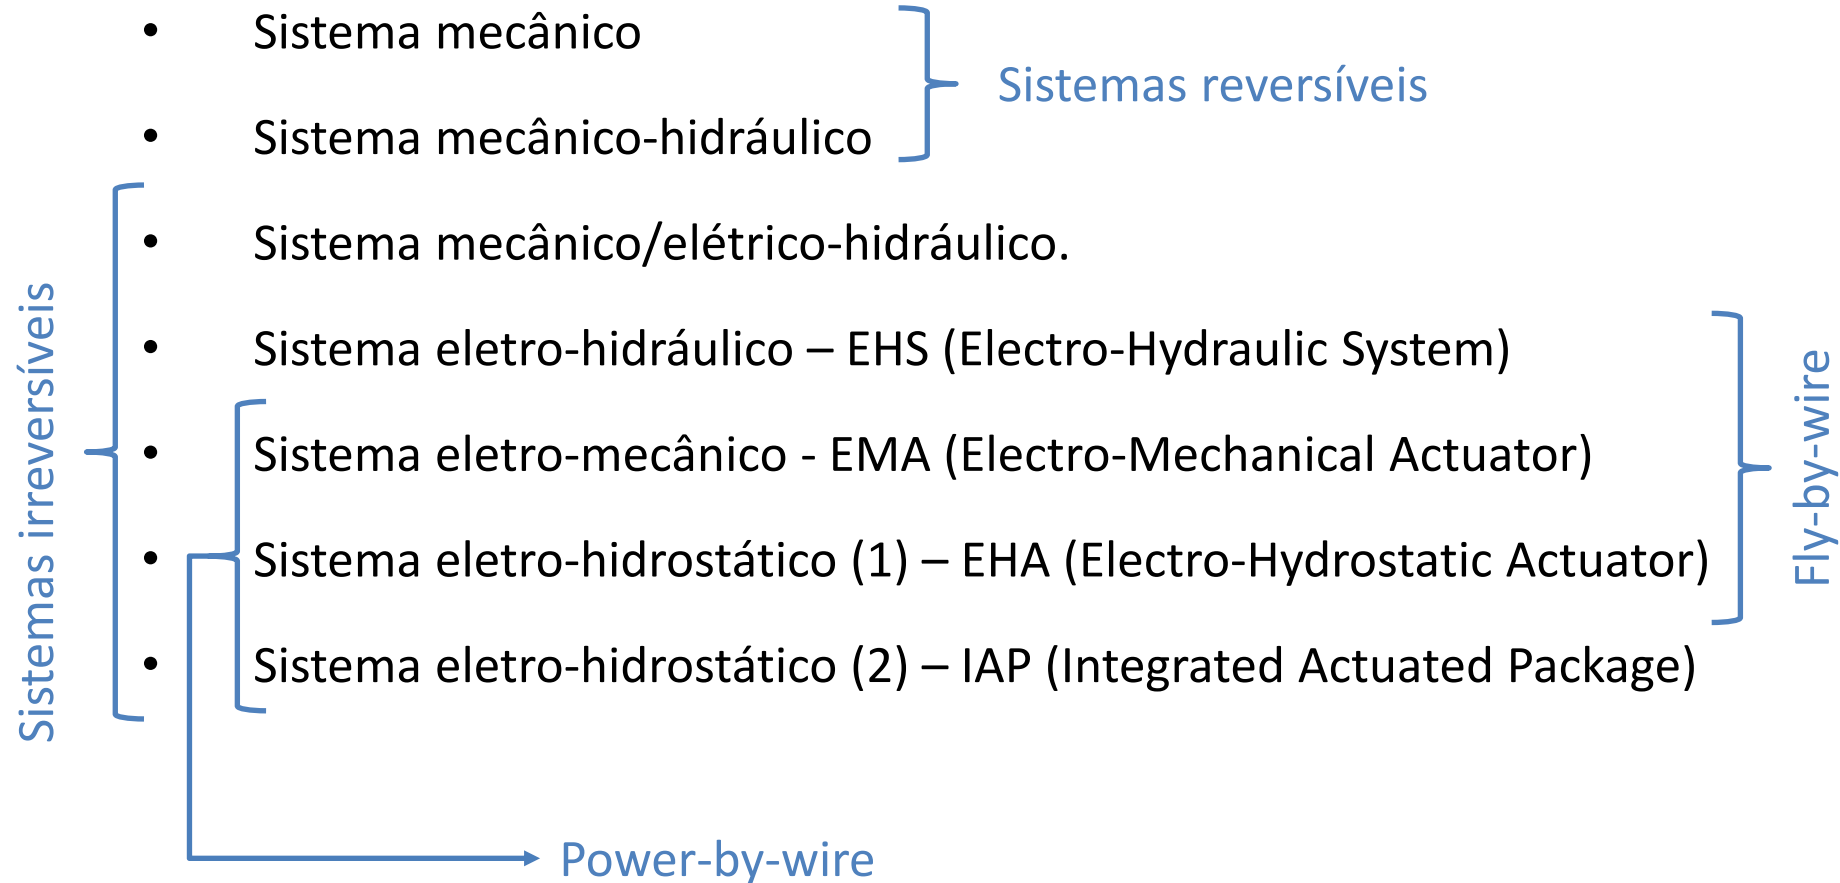 • Sistema mecânico
Sistemas reversíveis
• Sistema mecânico-hidráulico
• Sistema mecânico/elétrico-hidráulico.
• Sistema eletro-hidráulico – EHS (Electro-Hydraulic System)
• Sistema eletro-mecânico - EMA (Electro-Mechanical Actuator)
• Sistema eletro-hidrostático (1) – EHA (Electro-Hydrostatic Actuator)
• Sistema eletro-hidrostático (2) – IAP (Integrated Actuated Package)
Sistemas irreversíveis
Fly-by-wire
Power-by-wire